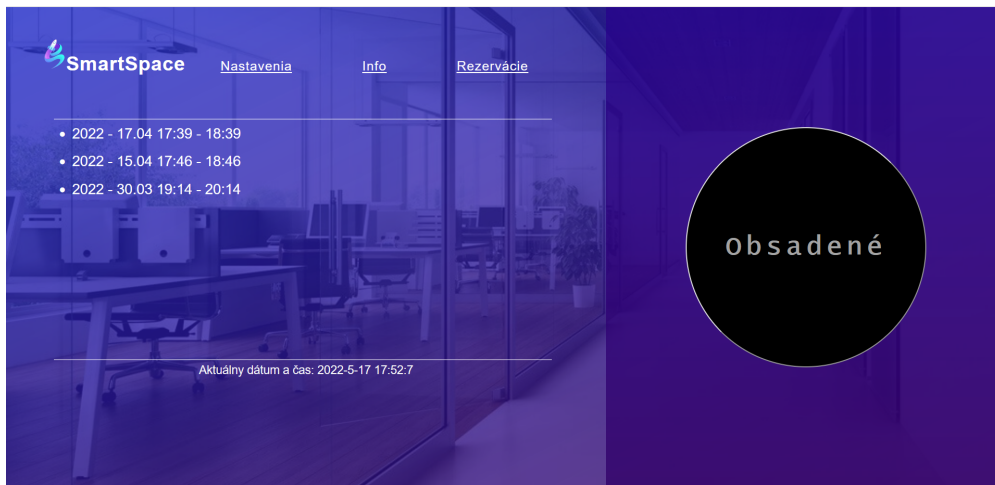 SmartSpace Nastavenia Info Rezervácie
2022 - 17.04 17:39 - 18:39
2022 - 15.04 17:46 - 18:46
2022 - 30.03 19:14 - 20:14
Obsadené
Aktuálny dátum a čas: 2022-5-17 17:52:7